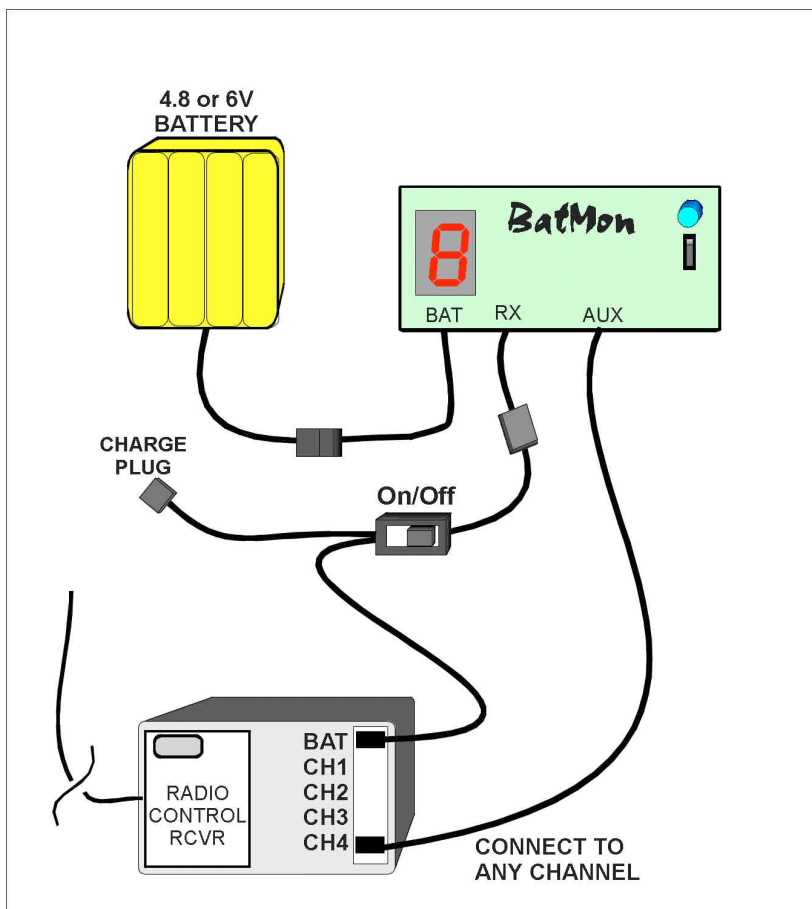 4.8 or 6V
BATTERY
BatMon
8
BAT RX AUX
CHARGE
PLUG
On/Off
BAT
CH1
CH2
CH3
CH4
RADIO
CONTROL
RCVR
CONNECT TO
ANY CHANNEL